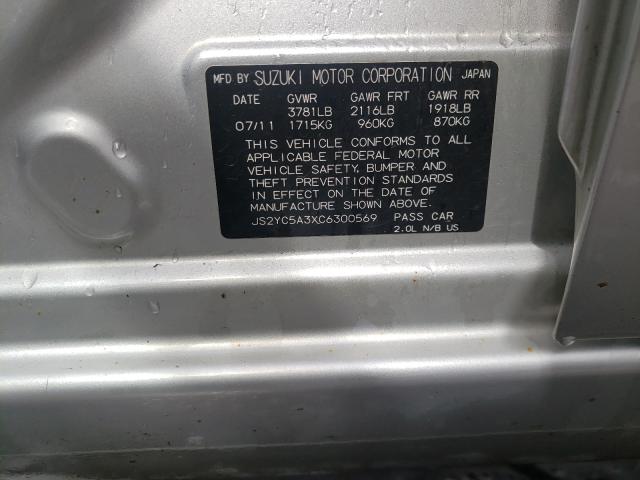 MFD BY SUZUKI MOTOR CORPORATION JAPAN
DATE GVWR GAWR FRT GAWR RR
3781LB 2116LB 1918LB
07/11 1715KG 960KG 870KG
THIS VEHICLE CONFORMS TO ALL
APPLICABLE FEDERAL MOTOR
VEHICLE SAFETY, BUMPER AND
THEFT PREVENTION STANDARDS
IN EFFECT ON THE DATE OF
MANUFACTURE SHOWN ABOVE.
JS2YC5A3XC6300569 PASS CAR
2.0L N/B US